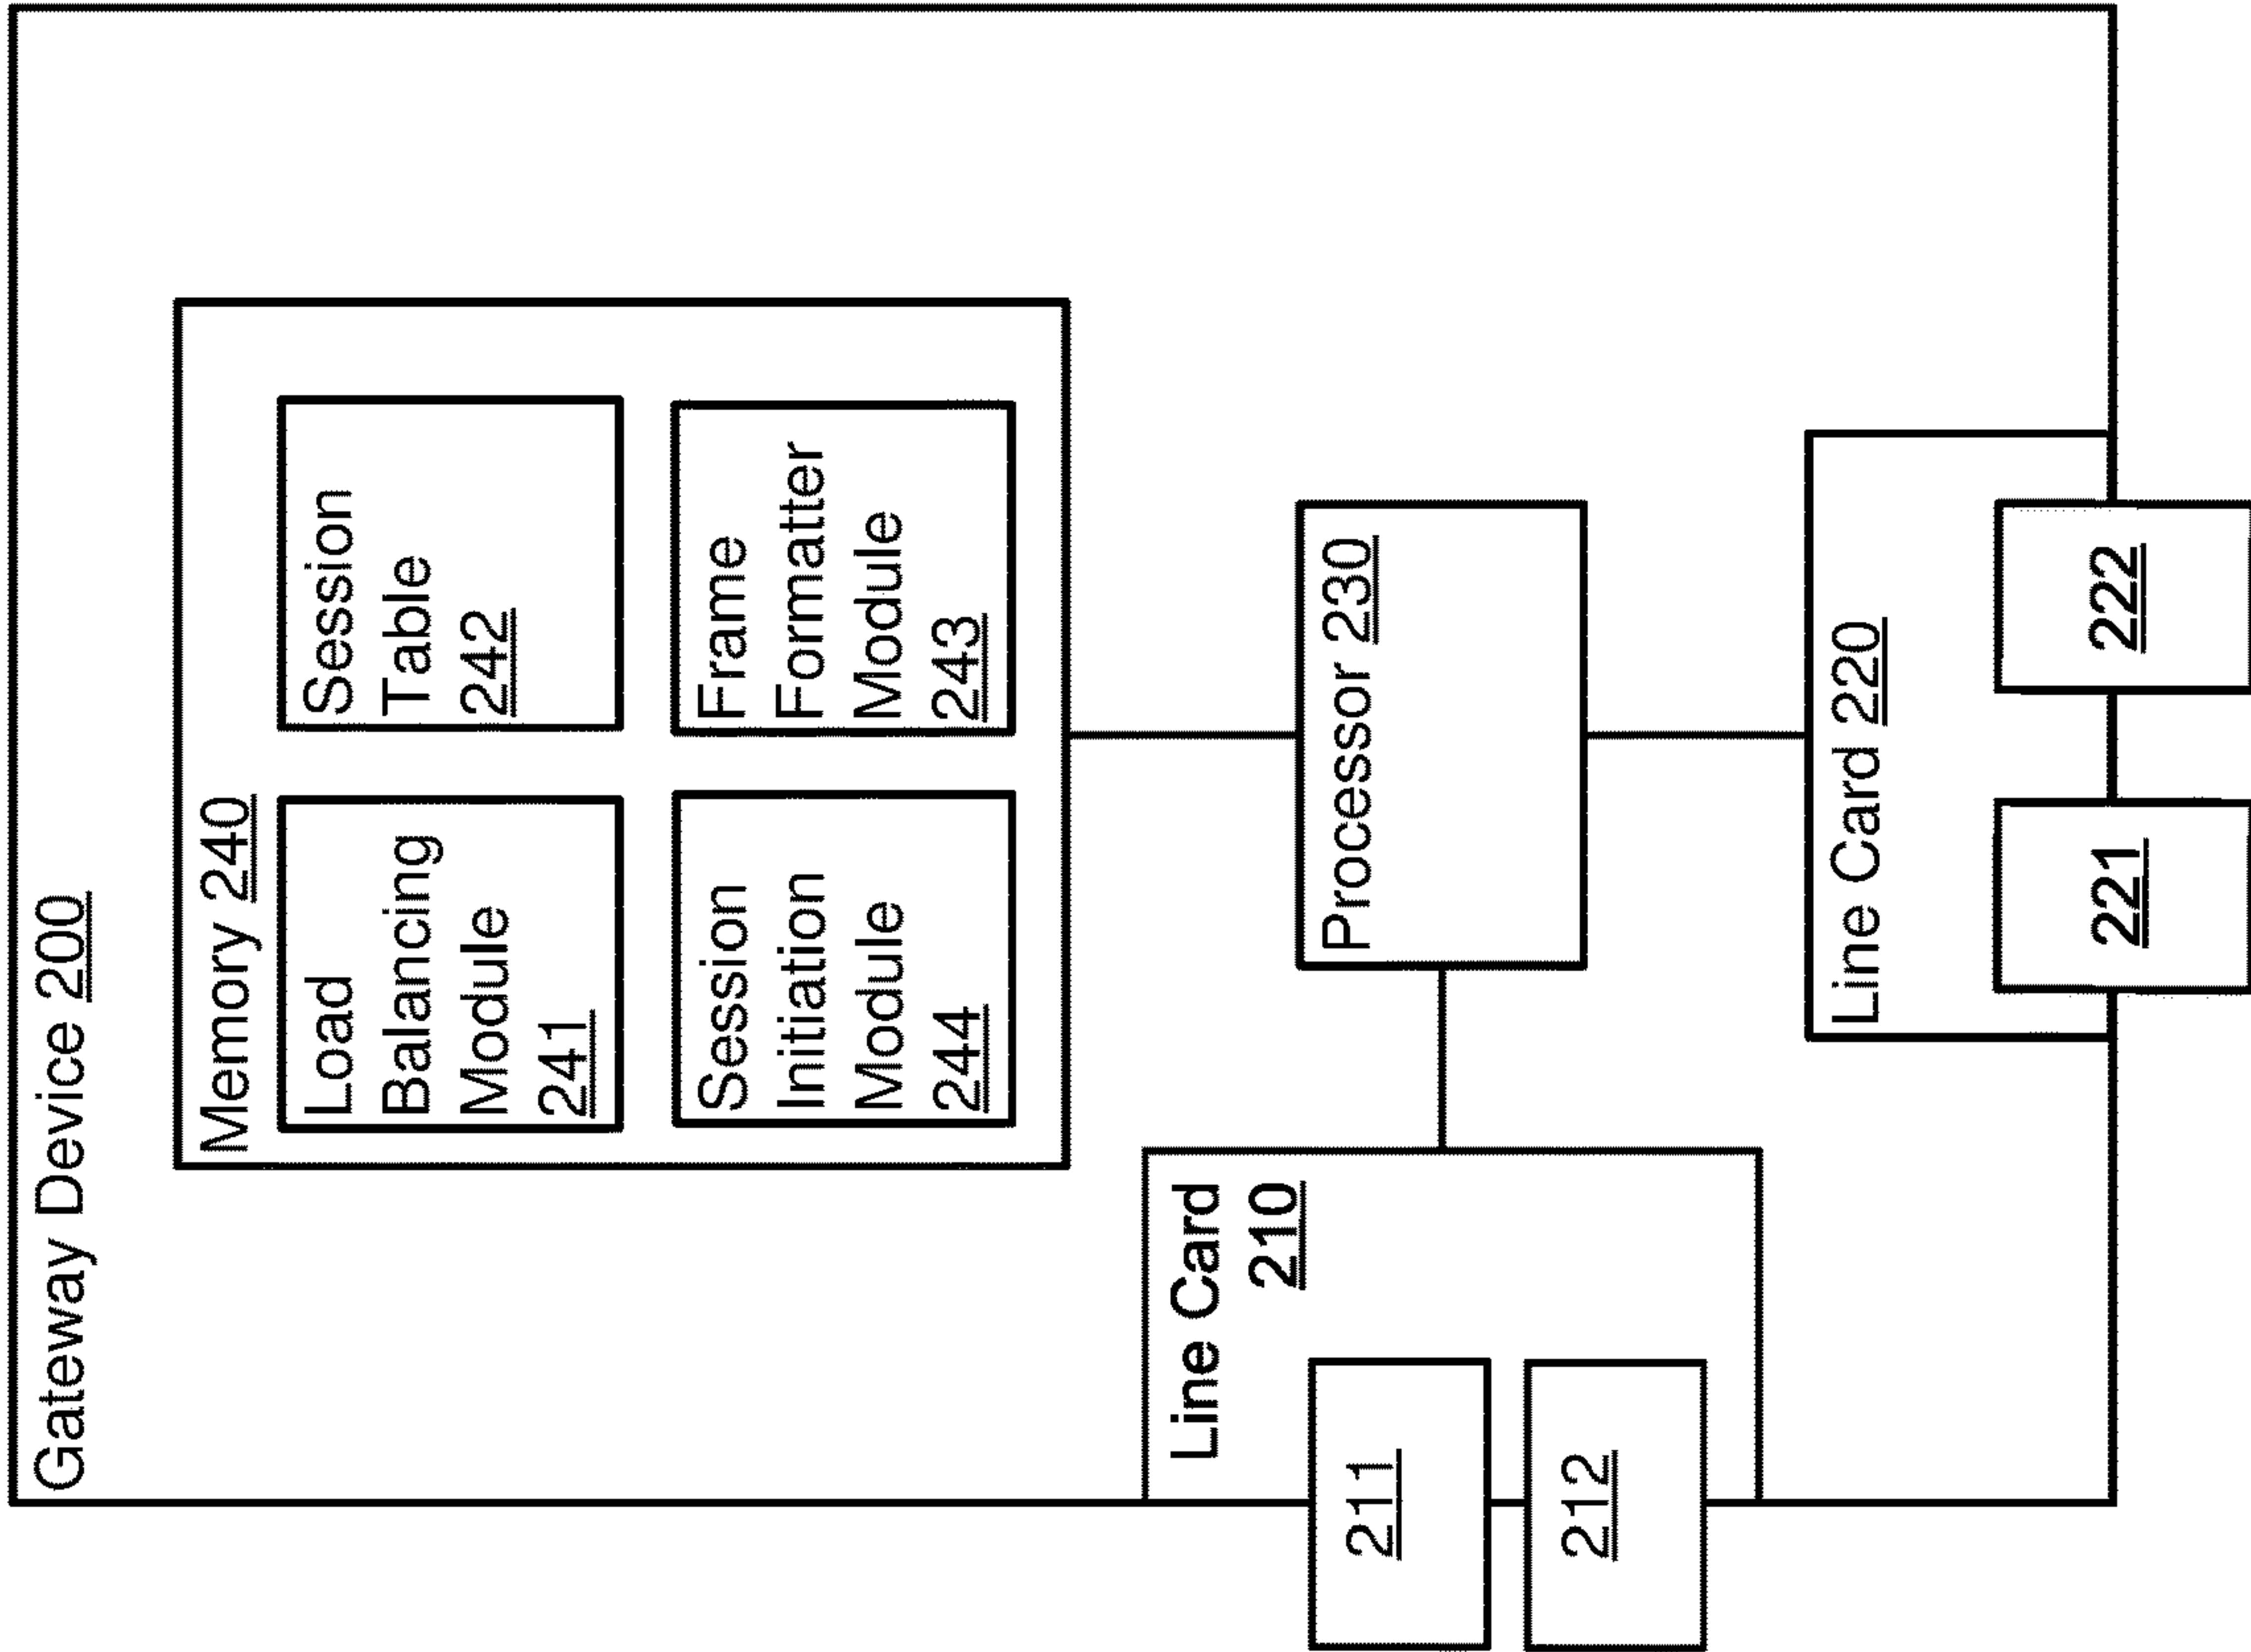 Gateway Device 200
Memory 240
Load
Balancing
Module
241
Session
Table
242
Session
Initiation
Module
244
Frame
Formatter
Module
243
Processor 230
Line Card
210
211
212
Line Card 220
221
222